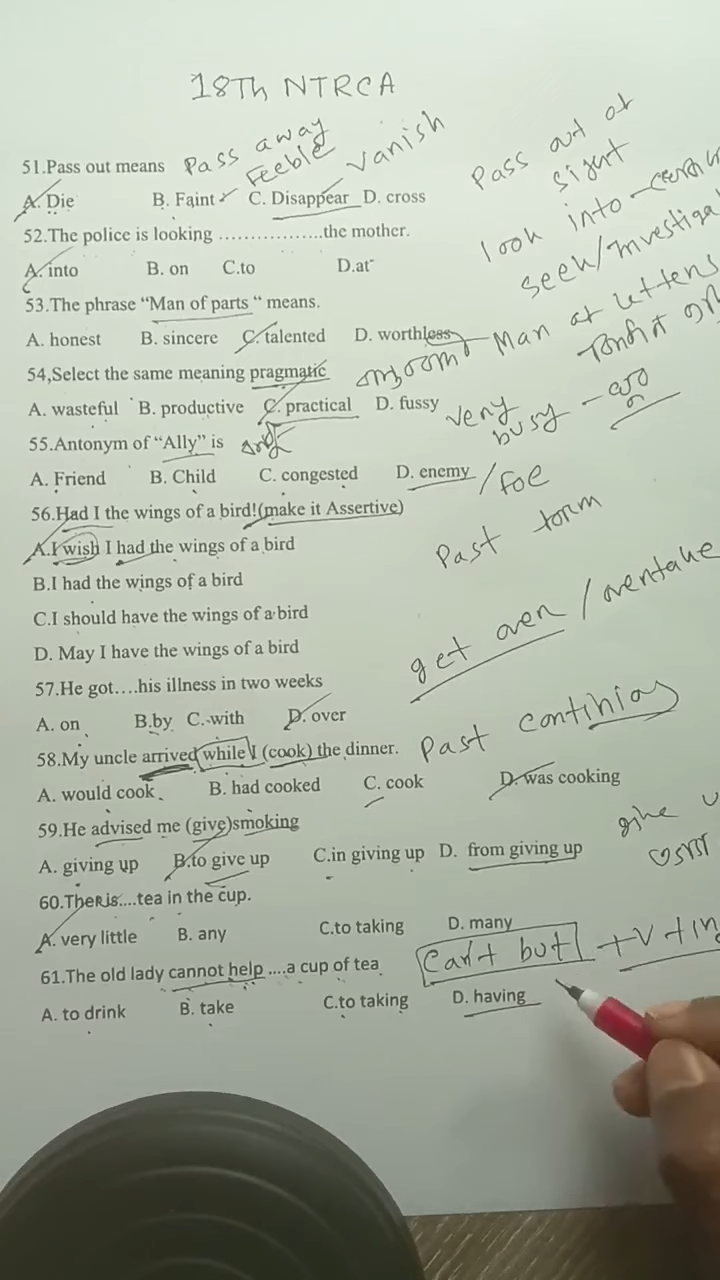 18Th NTRCA
51.Pass out means Pass away
Feeble Vanish
A. Die B. Faint C. Disappear D. cross
Pass out of
sight
52.The police is looking ……………..the mother.
look into
A. into B. on C.to D.at
seek/Investiga
53.The phrase “Man of parts “ means.
A. honest B. sincere C. talented D. worthless
Man at lettens
54,Select the same meaning pragmatic
A. wasteful B. productive C. practical D. fussy
very
busy
55.Antonym of “Ally” is
A. Friend B. Child C. congested D. enemy / foe
56.Had I the wings of a bird!(make it Assertive)
A.I wish I had the wings of a bird
Past form
B.I had the wings of a bird
C.I should have the wings of a bird
get over / overtake
D. May I have the wings of a bird
57.He got….his illness in two weeks
A. on B.by C.-with D. over
58.My uncle arrived while I (cook) the dinner. Past continioy
A. would cook B. had cooked C. cook D. was cooking
59.He advised me (give)smoking
give u
A. giving up B.to give up C.in giving up D. from giving up
60.Ther is....tea in the cup.
A. very little B. any C.to taking D. many
61.The old lady cannot help ....a cup of tea Can't but + V + in
A. to drink B. take C.to taking D. having